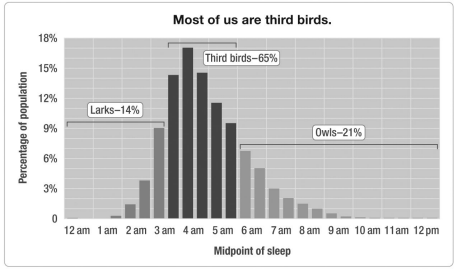 Most of us are third birds.
18%
15%
12%
9%
6%
3%
0
Percentage of population
Third birds–65%
Larks–14%
Owls–21%
12 am 1 am 2 am 3 am 4 am 5 am 6 am 7 am 8 am 9 am 10 am 11 am 12 pm
Midpoint of sleep